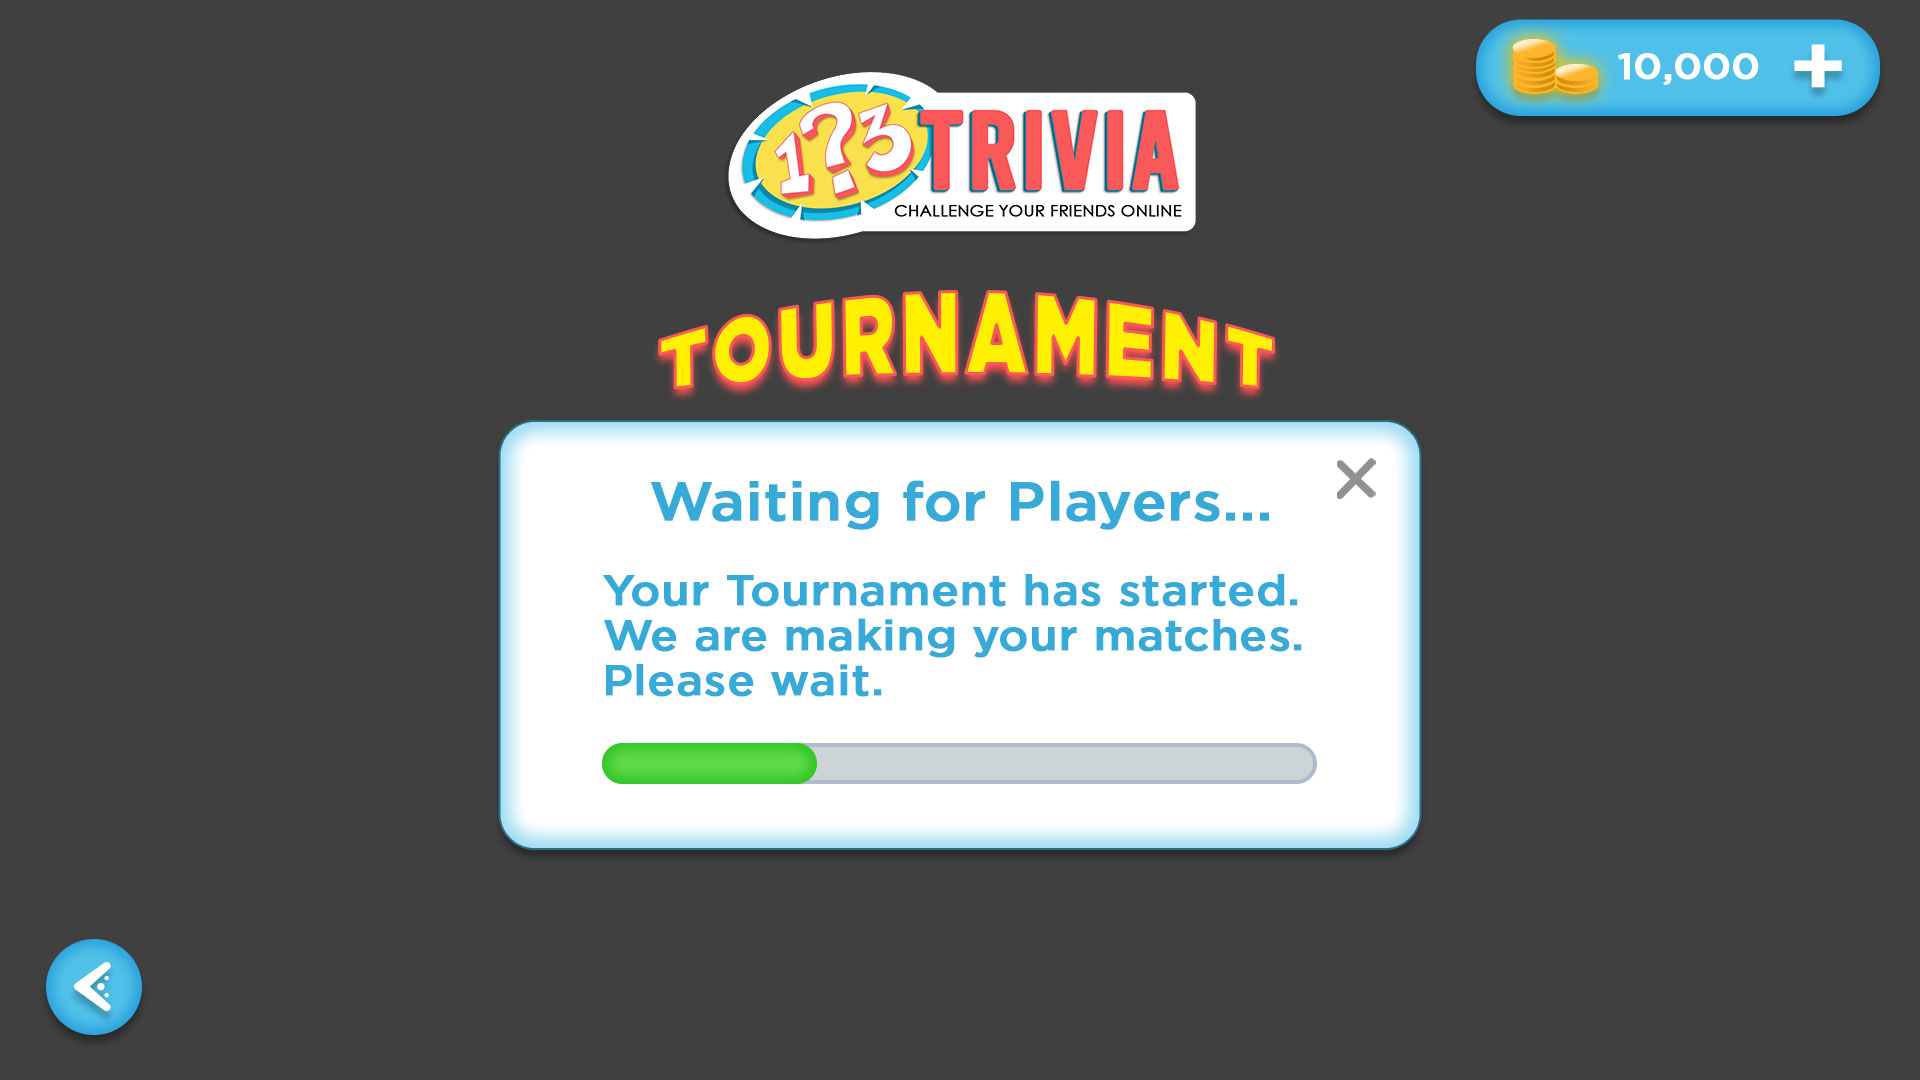 10,000
1?3 TRIVIA
CHALLENGE YOUR FRIENDS ONLINE
TOURNAMENT
Waiting for Players...
Your Tournament has started.
We are making your matches.
Please wait.